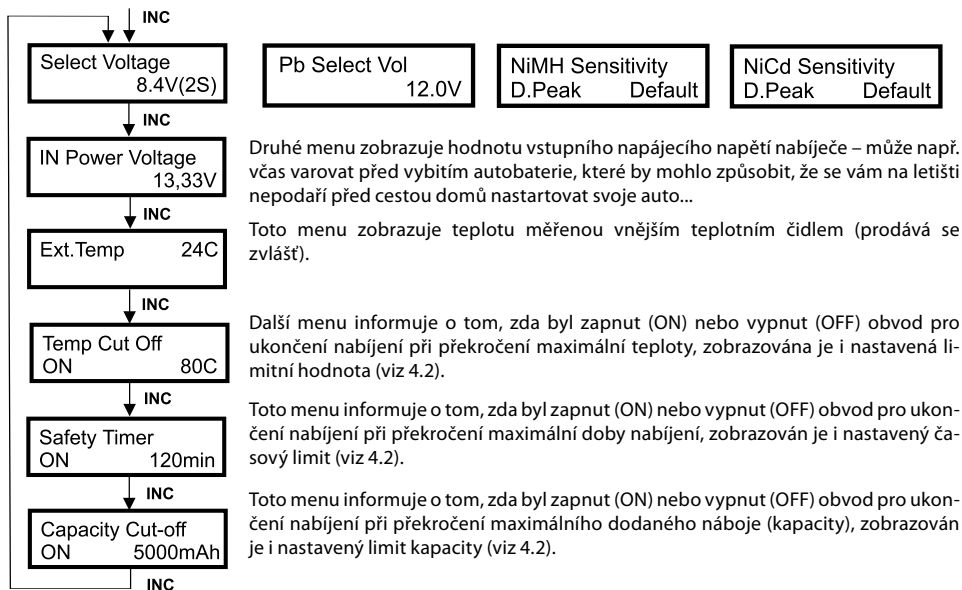 INC
Select Voltage
8.4V(2S)
Pb Select Vol
12.0V
NiMH Sensitivity
D.Peak Default
NiCd Sensitivity
D.Peak Default
INC
IN Power Voltage
13,33V
Druhé menu zobrazuje hodnotu vstupního napájecího napětí nabíječe – může např.
včas varovat před vybitím autobaterie, které by mohlo způsobit, že se vám na letišti
nepodaří před cestou domů nastartovat svoje auto...
INC
Ext.Temp 24C
Toto menu zobrazuje teplotu měřenou vnějším teplotním čidlem (prodává se
zvlášť).
INC
Temp Cut Off
ON 80C
Další menu informuje o tom, zda byl zapnut (ON) nebo vypnut (OFF) obvod pro
ukončení nabíjení při překročení maximální teploty, zobrazována je i nastavená li-
mitní hodnota (viz 4.2).
INC
Safety Timer
ON 120min
Toto menu informuje o tom, zda byl zapnut (ON) nebo vypnut (OFF) obvod pro ukon-
čení nabíjení při překročení maximální doby nabíjení, zobrazován je i nastavený ča-
sový limit (viz 4.2).
INC
Capacity Cut-off
ON 5000mAh
Toto menu informuje o tom, zda byl zapnut (ON) nebo vypnut (OFF) obvod pro ukon-
čení nabíjení při překročení maximálního dodaného náboje (kapacity), zobrazován
je i nastavený limit kapacity (viz 4.2).
INC